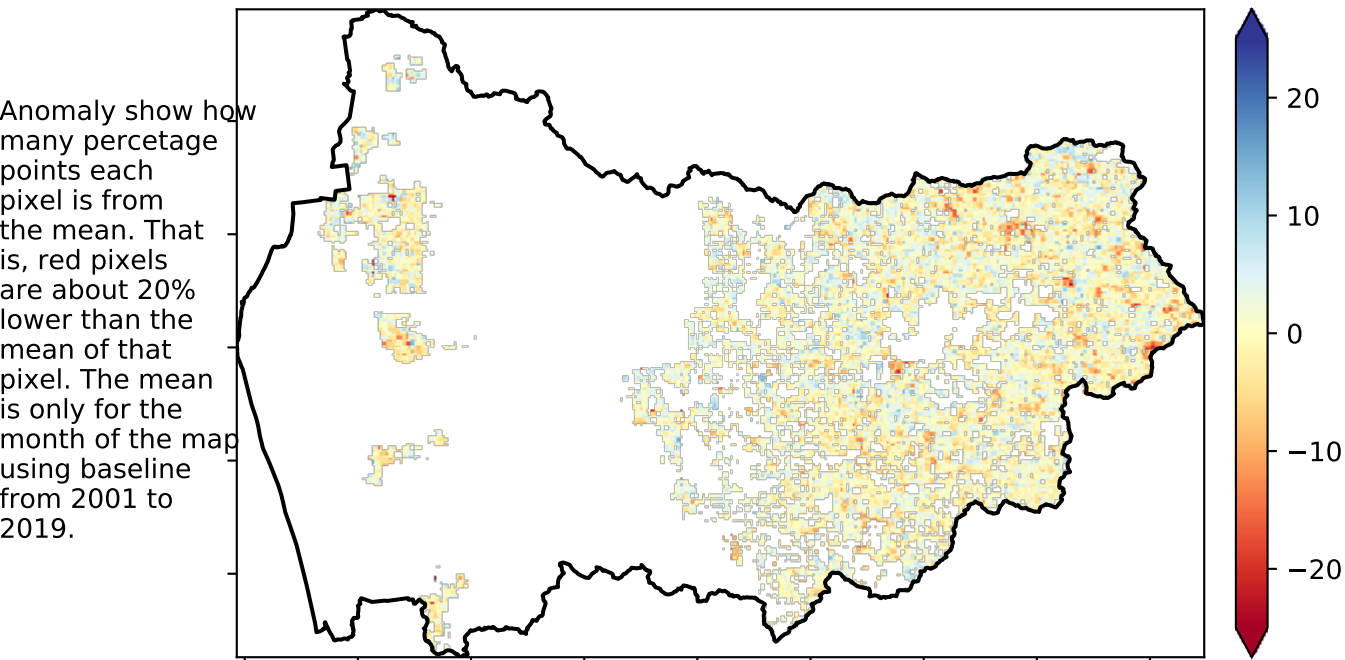 Anomaly show how
many percetage
points each
pixel is from
the mean. That
is, red pixels
are about 20%
lower than the
mean of that
pixel. The mean
is only for the
month of the map
using baseline
from 2001 to
2019.
20
10
0
−10
−20